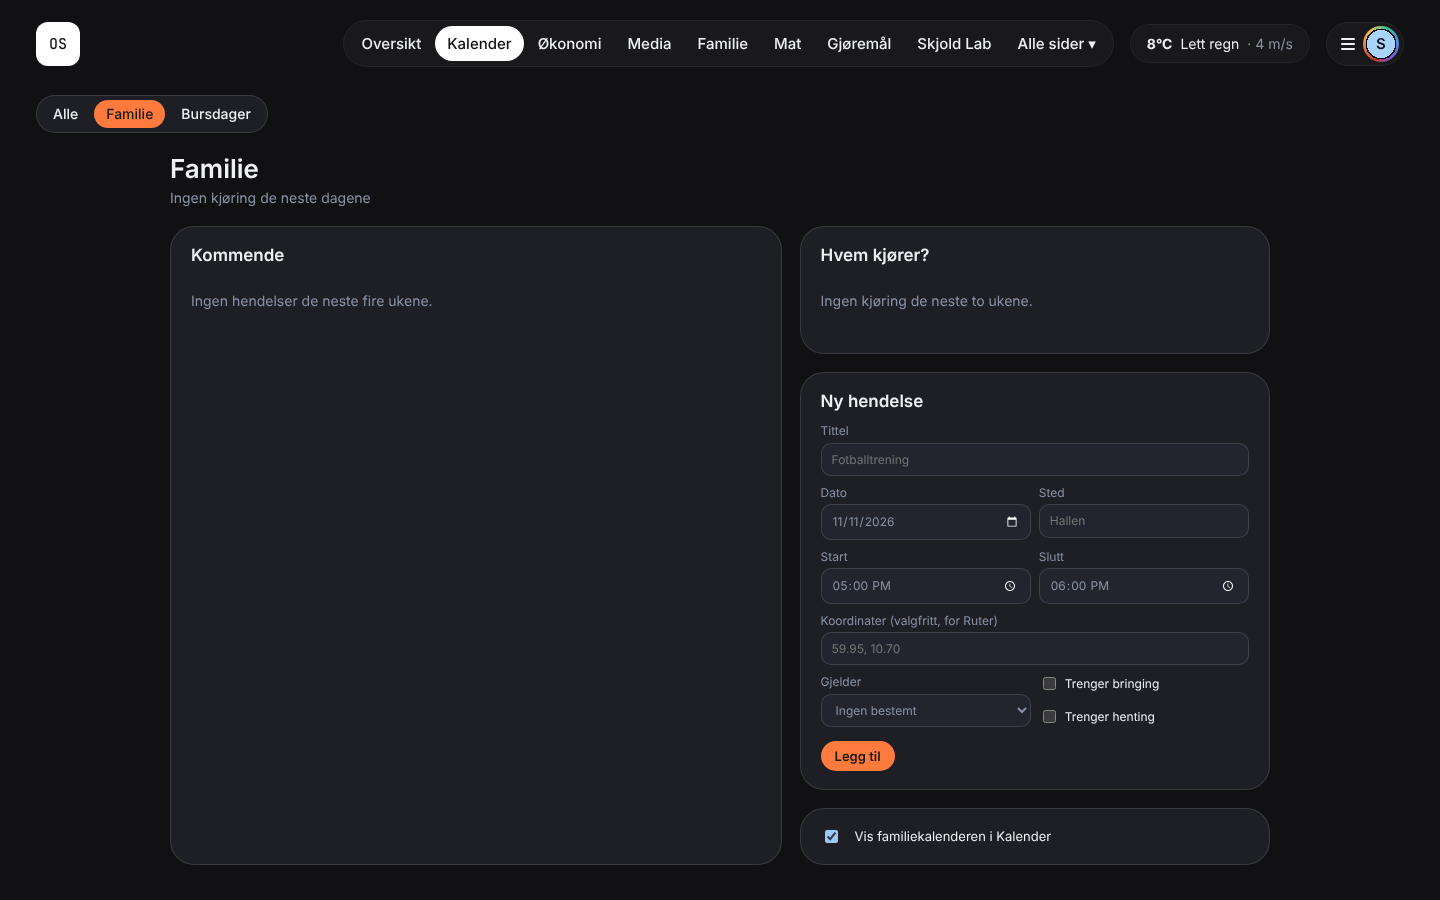 OS
Oversikt Kalender Økonomi Media Familie Mat Gjøremål Skjold Lab Alle sider ▾
8°C Lett regn · 4 m/s
S
Alle Familie Bursdager
Familie
Ingen kjøring de neste dagene
Kommende
Ingen hendelser de neste fire ukene.
Hvem kjører?
Ingen kjøring de neste to ukene.
Ny hendelse
Tittel
Fotballtrening
Dato Sted
11/11/2026 Hallen
Start Slutt
05:00 PM 06:00 PM
Koordinater (valgfritt, for Ruter)
59.95, 10.70
Gjelder
Ingen bestemt
Trenger bringing
Trenger henting
Legg til
Vis familiekalenderen i Kalender